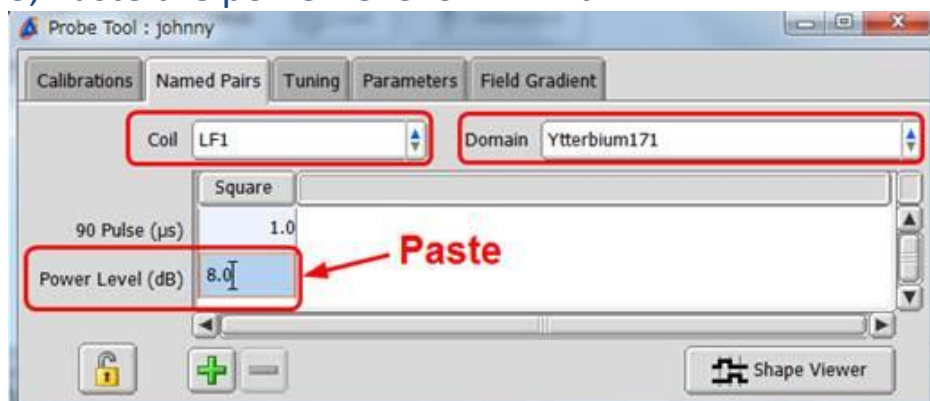 Probe Tool : johnny
Calibrations Named Pairs Tuning Parameters Field Gradient
Coil LF1 Domain Ytterbium171
Square
90 Pulse (µs) 1.0
Paste
Power Level (dB) 8.0
Shape Viewer